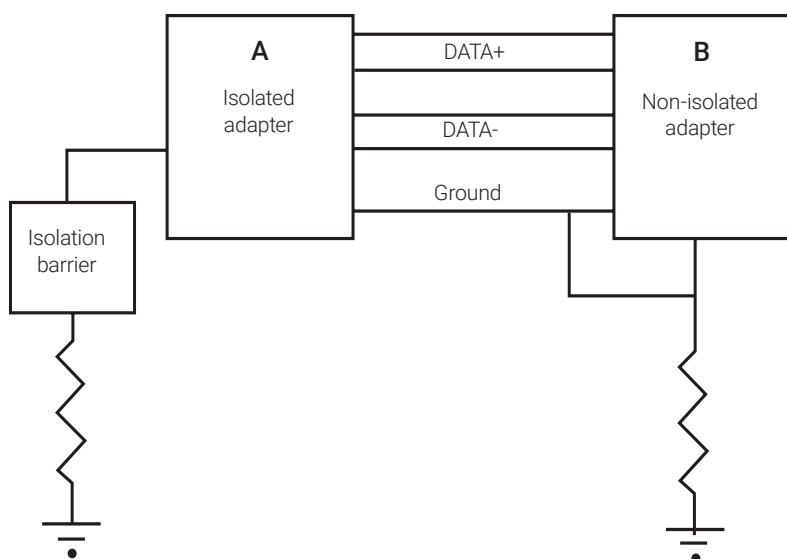 A
Isolated
adapter
DATA+
DATA-
Ground
B
Non-isolated
adapter
Isolation
barrier